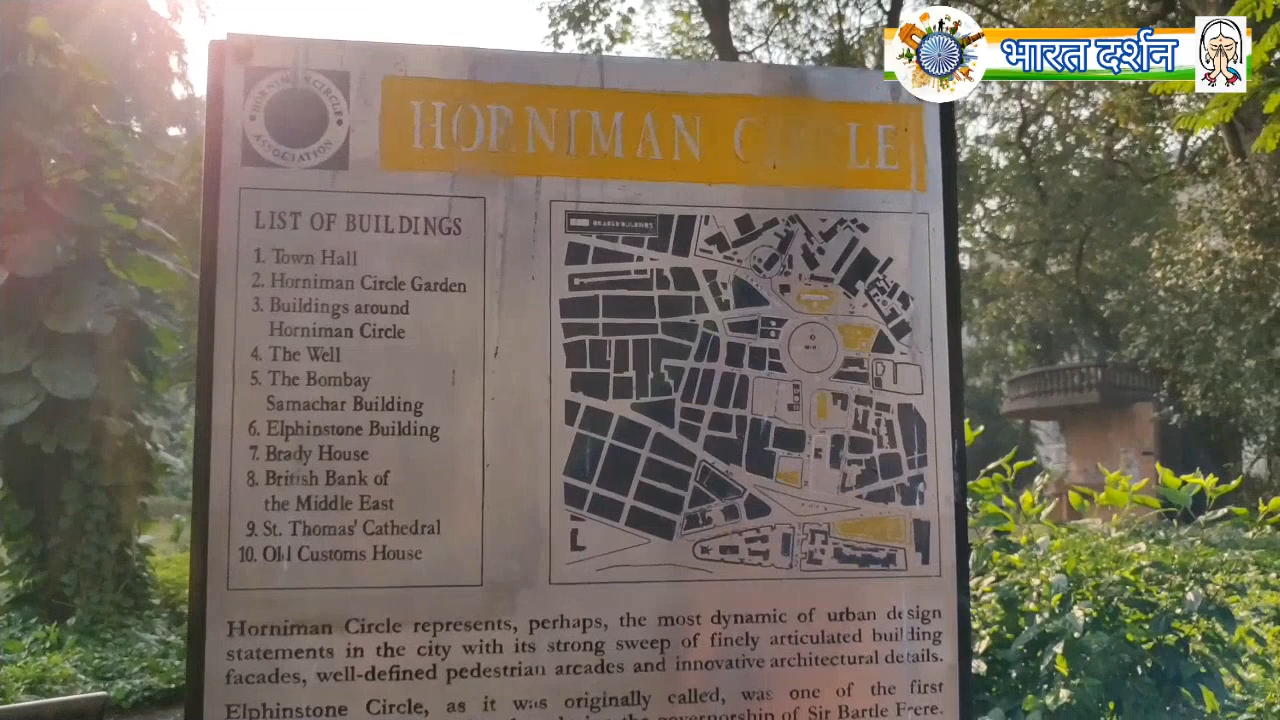 भारत दर्शन
HORNIMAN CIRCLE
ASSOCIATION
HORNIMAN CIRCLE
LIST OF BUILDINGS
1. Town Hall
2. Horniman Circle Garden
3. Buildings around
Horniman Circle
4. The Well
5. The Bombay
Samachar Building
6. Elphinstone Building
7. Brady House
8. British Bank of
the Middle East
9. St. Thomas' Cathedral
10. Old Customs House
Horniman Circle represents, perhaps, the most dynamic of urban design
statements in the city with its strong sweep of finely articulated building
facades, well-defined pedestrian arcades and innovative architectural details.
Elphinstone Circle, as it was originally called, was one of the first
the governorship of Sir Bartle Frere.